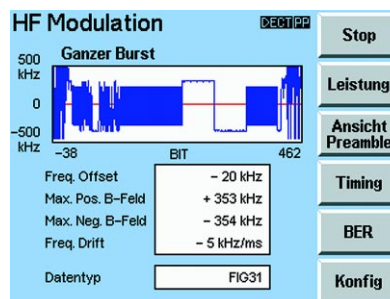 HF Modulation DECT PP
Ganzer Burst
500
kHz
0
−500
kHz
−38 BIT 462
Freq. Offset − 20 kHz
Max. Pos. B−Feld + 353 kHz
Max. Neg. B−Feld − 354 kHz
Freq. Drift − 5 kHz/ms
Datentyp FIG31
Stop
Leistung
Ansicht
Preamble
Timing
BER
Konfig